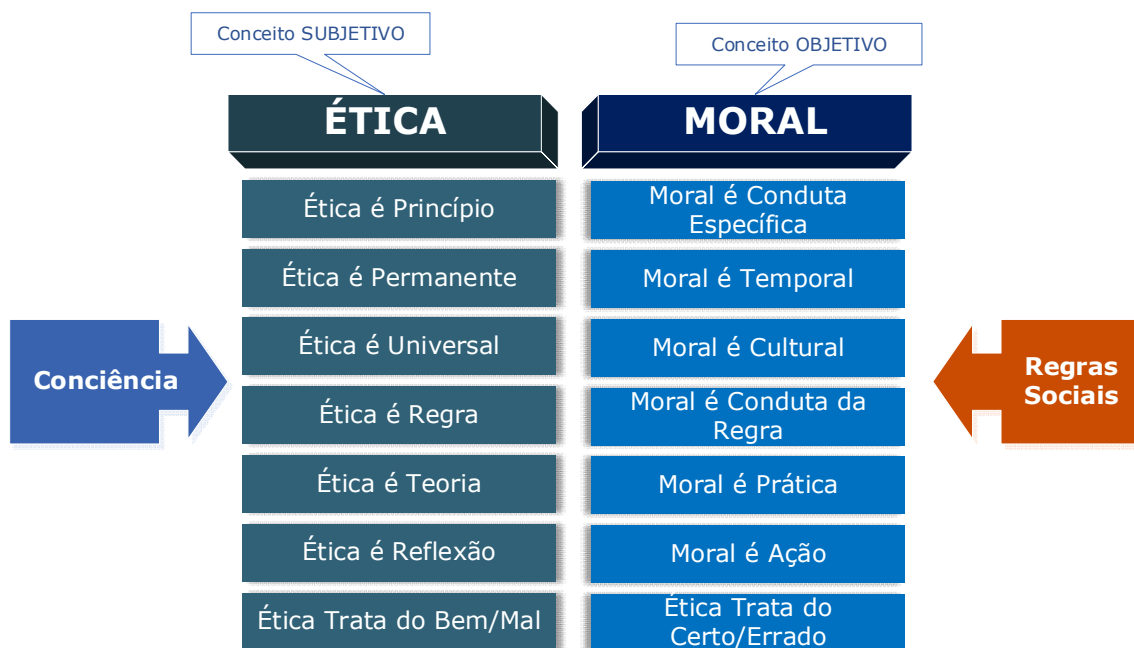 Conceito SUBJETIVO
Conceito OBJETIVO
ÉTICA
MORAL
Ética é Princípio
Moral é Conduta
Específica
Ética é Permanente
Moral é Temporal
Ética é Universal
Moral é Cultural
Conciência
Regras
Sociais
Ética é Regra
Moral é Conduta da
Regra
Ética é Teoria
Moral é Prática
Ética é Reflexão
Moral é Ação
Ética Trata do Bem/Mal
Ética Trata do
Certo/Errado